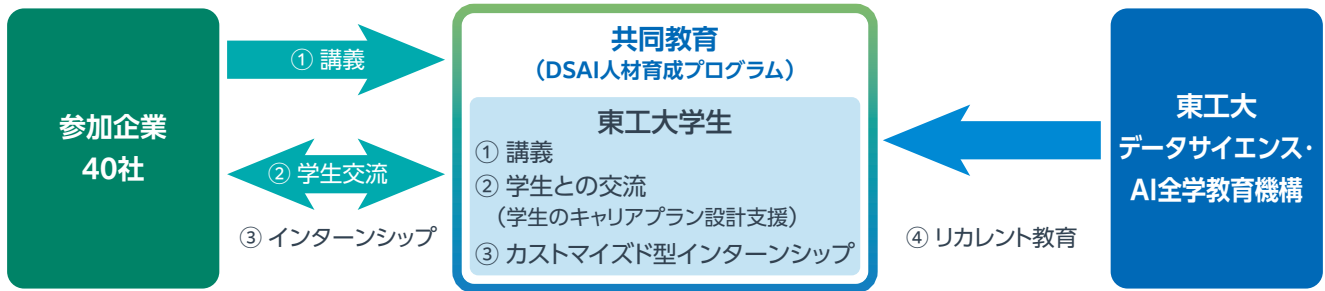 参加企業
40社
① 講義
② 学生交流
③ インターンシップ
共同教育
（DSAI人材育成プログラム）
東工大学生
① 講義
② 学生との交流
（学生のキャリアプラン設計支援）
③ カストマイズド型インターンシップ
④ リカレント教育
東工大
データサイエンス・
AI全学教育機構